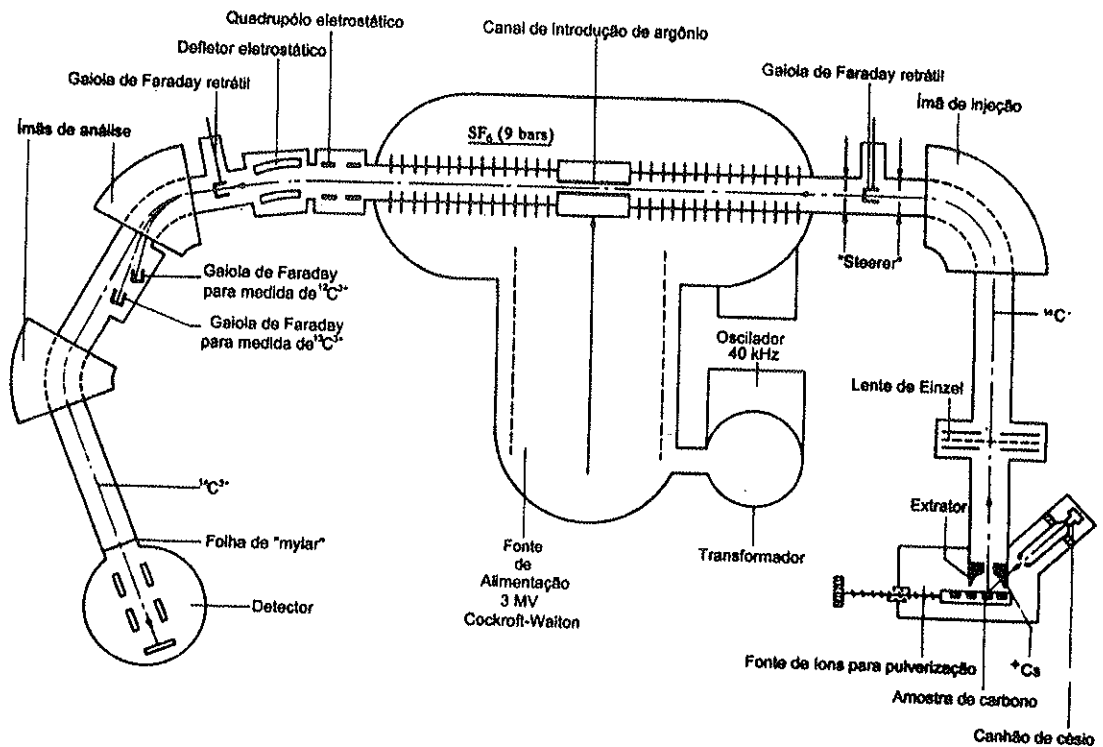 Quadrupólo eletrostático
Defletor eletrostático
Gaiola de Faraday retrátil
Ímãs de análise
Canal de introdução de argônio
Gaiola de Faraday retrátil
Ímã de injeção
SF₆ (9 bars)
"Steerer"
Gaiola de Faraday
para medida de ¹²C³⁺
Gaiola de Faraday
para medida de ¹³C³⁺
¹⁴C⁻
Oscilador
40 kHz
Lente de Einzel
¹⁴C³⁺
Extrator
Folha de "mylar"
Transformador
Fonte
de
Alimentação
3 MV
Cockroft-Walton
Detector
Fonte de íons para pulverização
⁺Cs
Amostra de carbono
Canhão de césio